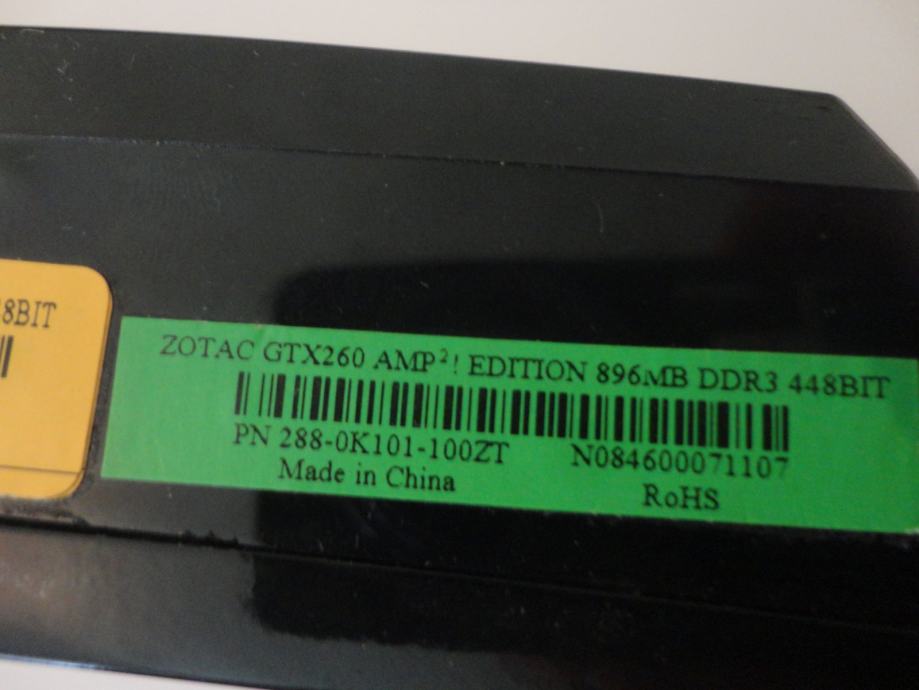 8BIT
ZOTAC GTX260 AMP²! EDITION 896MB DDR3 448BIT
PN 288-0K101-100ZT N084600071107
Made in China RoHS